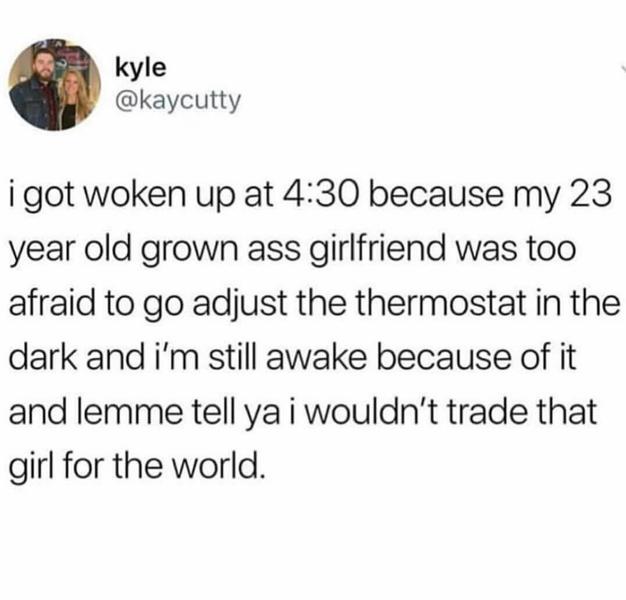 kyle
@kaycutty
i got woken up at 4:30 because my 23
year old grown ass girlfriend was too
afraid to go adjust the thermostat in the
dark and i'm still awake because of it
and lemme tell ya i wouldn't trade that
girl for the world.